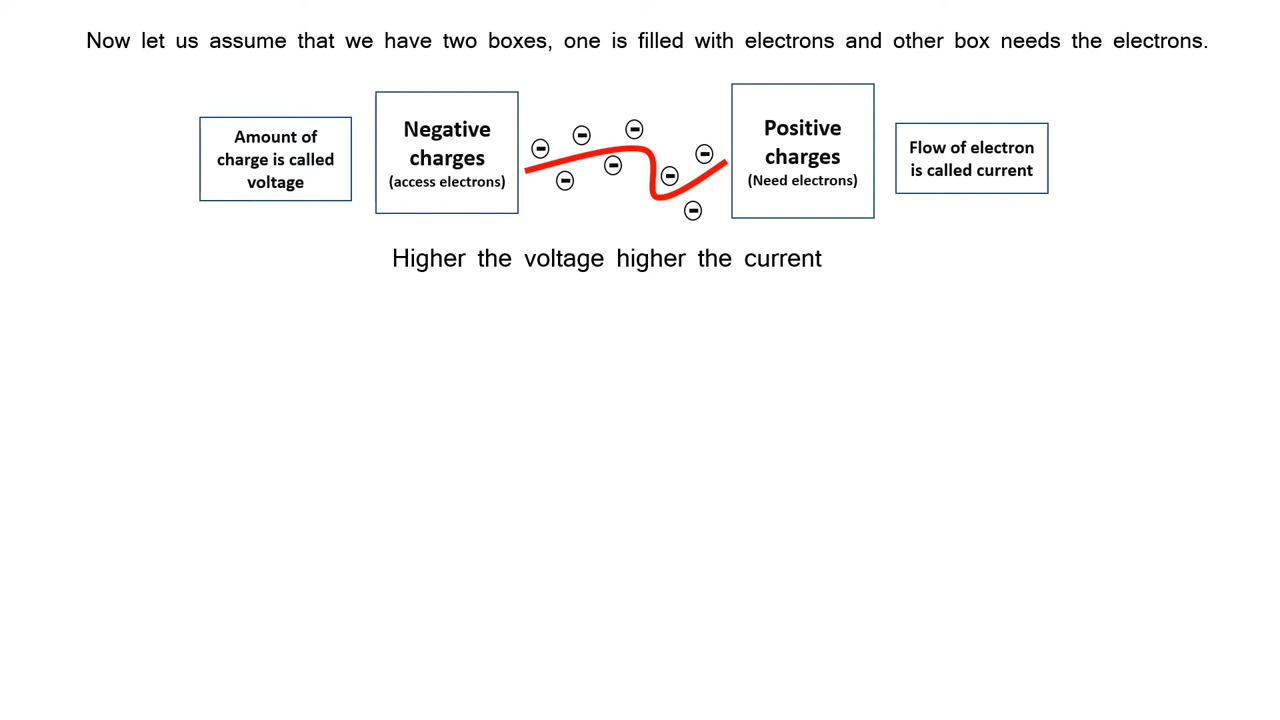 Now let us assume that we have two boxes, one is filled with electrons and other box needs the electrons.
Amount of
charge is called
voltage
Negative
charges
(access electrons)
Positive
charges
(Need electrons)
Flow of electron
is called current
Higher the voltage higher the current